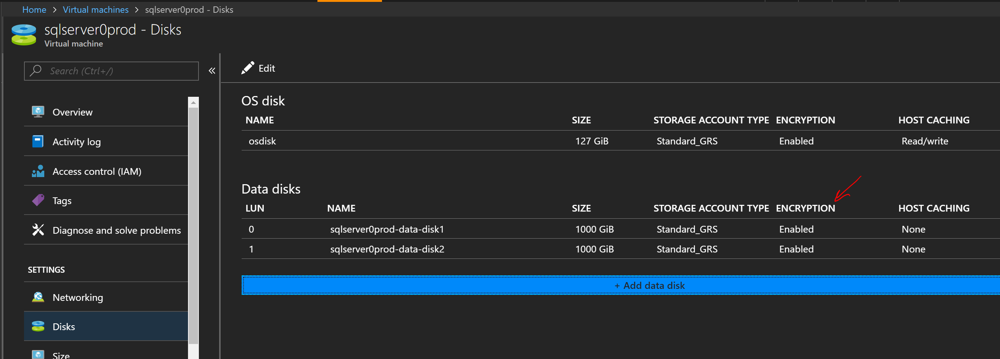 Home > Virtual machines > sqlserver0prod - Disks
sqlserver0prod - Disks
Virtual machine
Search (Ctrl+/)
«
Edit
Overview
Activity log
Access control (IAM)
Tags
Diagnose and solve problems
SETTINGS
Networking
Disks
Size
OS disk
NAME SIZE STORAGE ACCOUNT TYPE ENCRYPTION HOST CACHING
osdisk 127 GiB Standard_GRS Enabled Read/write
Data disks
LUN NAME SIZE STORAGE ACCOUNT TYPE ENCRYPTION HOST CACHING
0 sqlserver0prod-data-disk1 1000 GiB Standard_GRS Enabled None
1 sqlserver0prod-data-disk2 1000 GiB Standard_GRS Enabled None
+ Add data disk